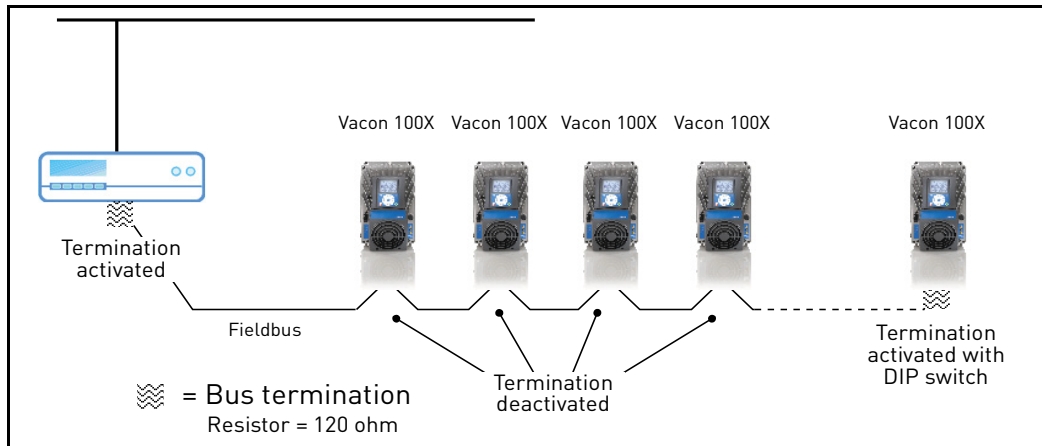 Vacon 100X Vacon 100X Vacon 100X Vacon 100X Vacon 100X
Termination
activated
Fieldbus
Termination
deactivated
Termination
activated with
DIP switch
= Bus termination
Resistor = 120 ohm